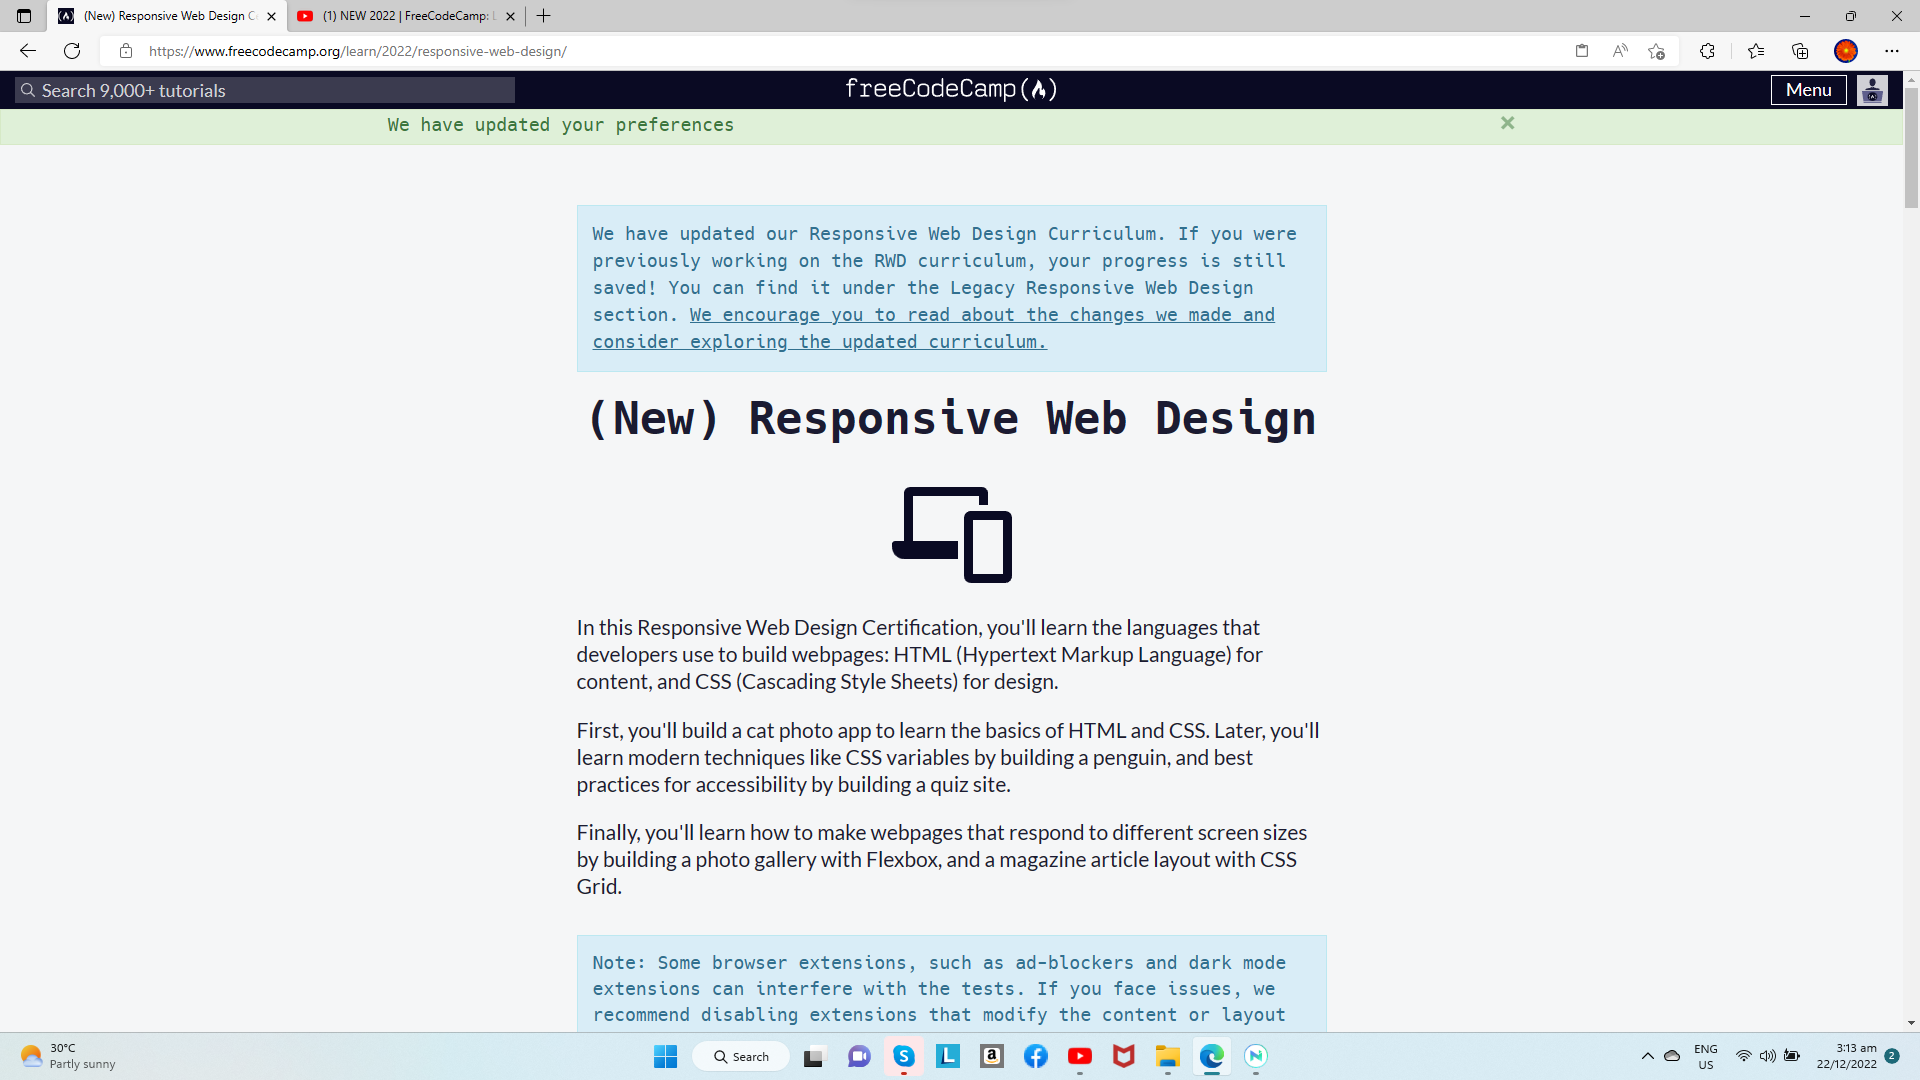 (New) Responsive Web Design C
(1) NEW 2022 | FreeCodeCamp: L
https://www.freecodecamp.org/learn/2022/responsive-web-design/
Search 9,000+ tutorials
freeCodeCamp
Menu
We have updated your preferences
We have updated our Responsive Web Design Curriculum. If you were
previously working on the RWD curriculum, your progress is still
saved! You can find it under the Legacy Responsive Web Design
section. We encourage you to read about the changes we made and
consider exploring the updated curriculum.
(New) Responsive Web Design
In this Responsive Web Design Certification, you'll learn the languages that
developers use to build webpages: HTML (Hypertext Markup Language) for
content, and CSS (Cascading Style Sheets) for design.
First, you'll build a cat photo app to learn the basics of HTML and CSS. Later, you'll
learn modern techniques like CSS variables by building a penguin, and best
practices for accessibility by building a quiz site.
Finally, you'll learn how to make webpages that respond to different screen sizes
by building a photo gallery with Flexbox, and a magazine article layout with CSS
Grid.
Note: Some browser extensions, such as ad-blockers and dark mode
extensions can interfere with the tests. If you face issues, we
recommend disabling extensions that modify the content or layout
30°C
Partly sunny
Search
ENG
US
3:13 am
22/12/2022
2